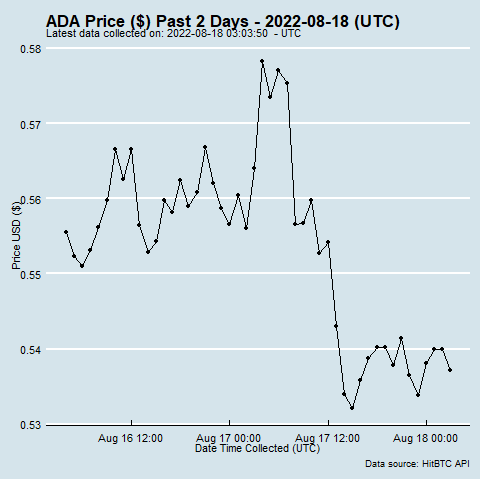 ADA Price ($) Past 2 Days - 2022-08-18 (UTC)
Latest data collected on: 2022-08-18 03:03:50 - UTC
0.58
0.57
0.56
0.55
0.54
0.53
Price USD ($)
Aug 16 12:00 Aug 17 00:00 Aug 17 12:00 Aug 18 00:00
Date Time Collected (UTC)
Data source: HitBTC API